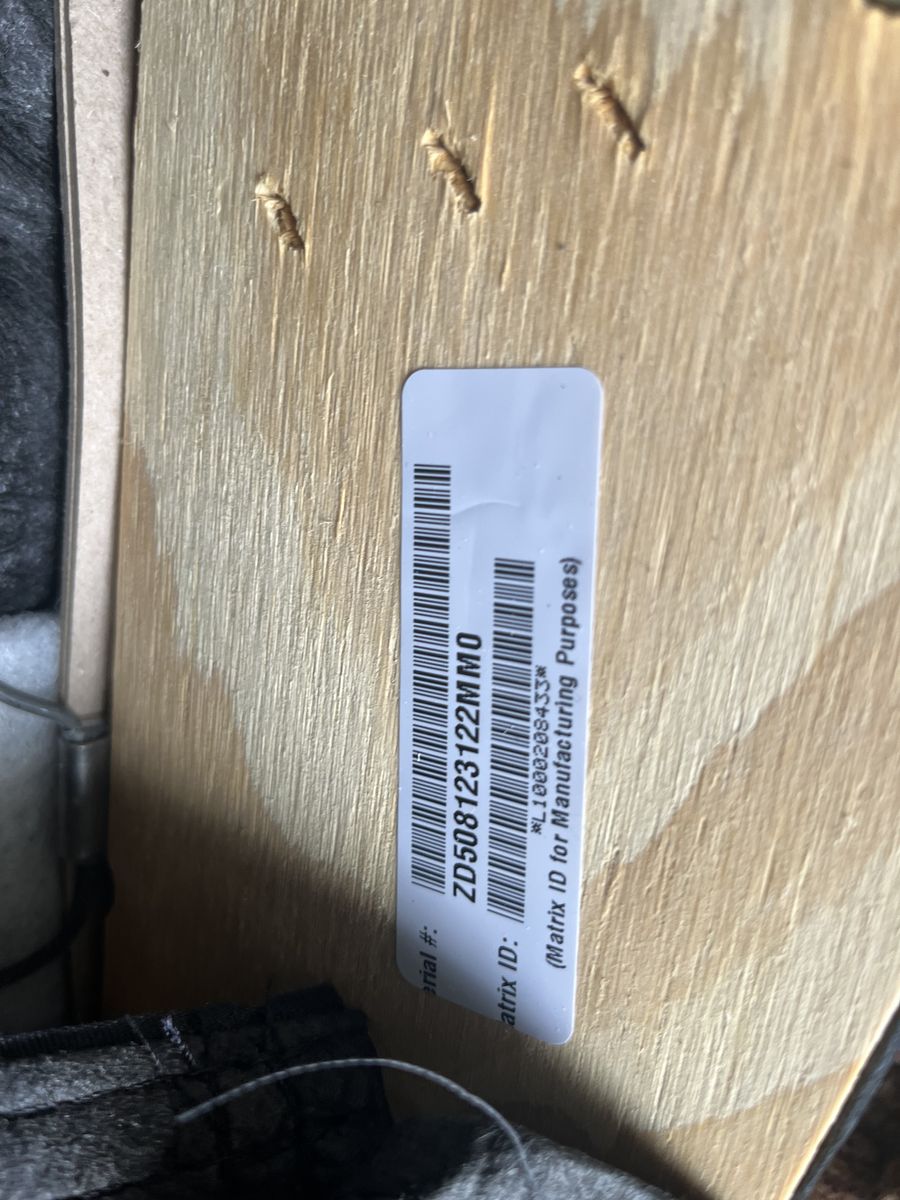 erial #:
ZD508123122MM0
atrix ID:
*L1000208433*
(Matrix ID for Manufacturing Purposes)